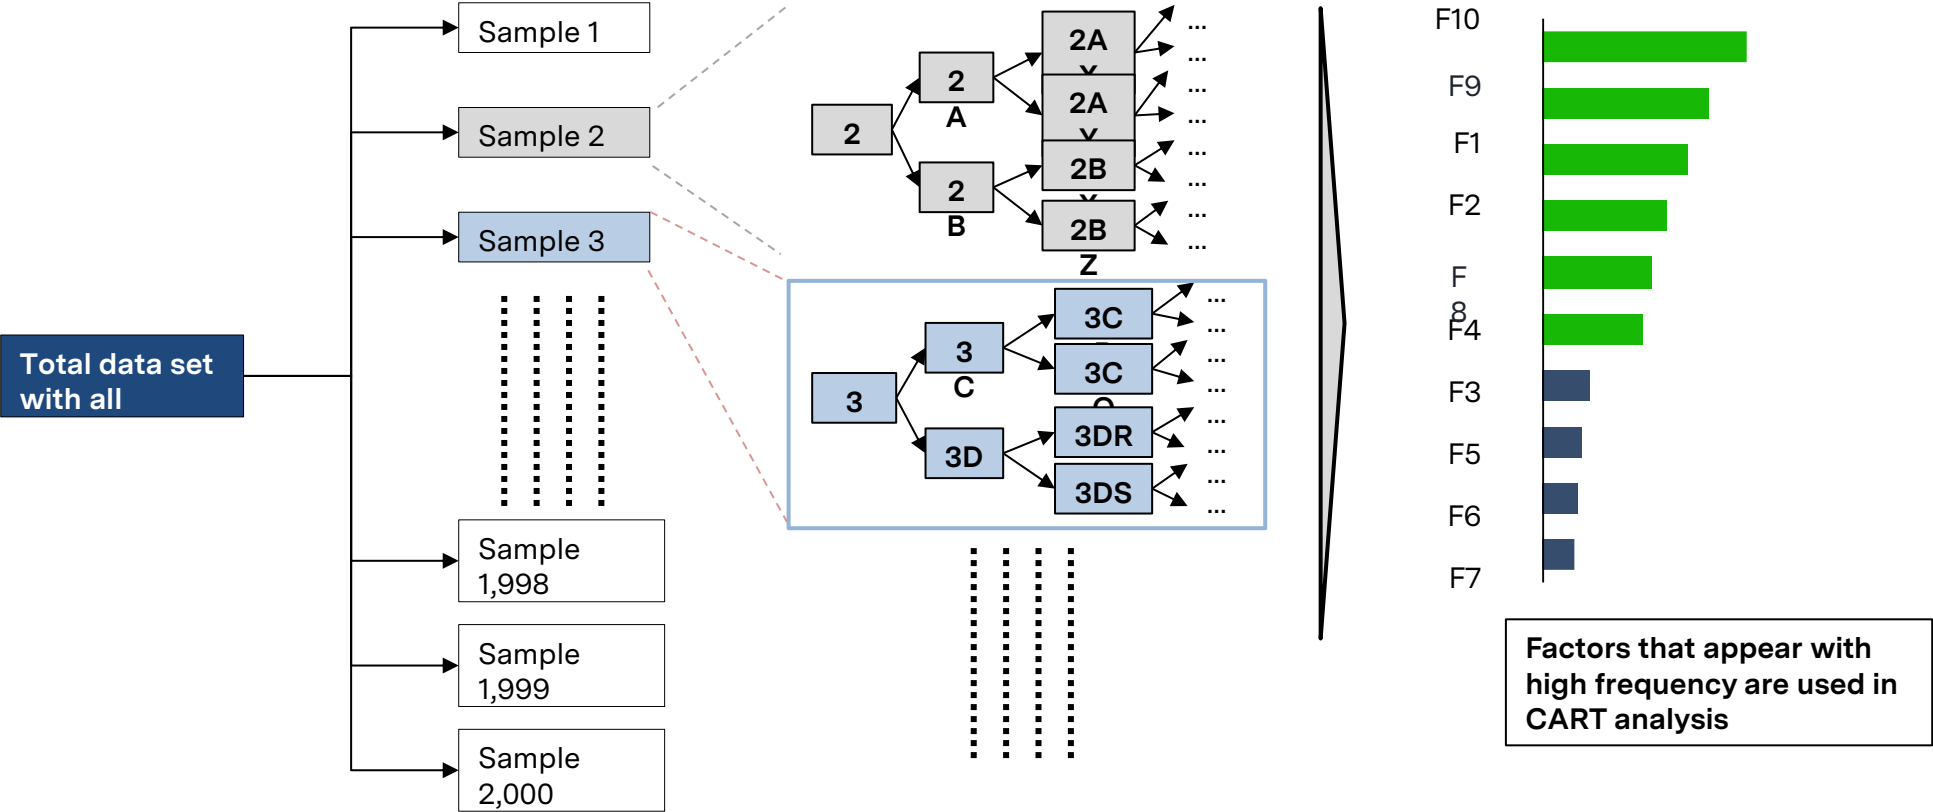 Total data set
with all
Sample 1
Sample 2
Sample 3
Sample
1,998
Sample
1,999
Sample
2,000
2
2
A
2
B
2A
2A
2B
2B
Z
...
...
...
...
...
...
...
...
3
3
C
3D
3C
3C
3DR
3DS
...
...
...
...
...
...
...
...
F10
F9
F1
F2
F
8
F4
F3
F5
F6
F7
Factors that appear with
high frequency are used in
CART analysis